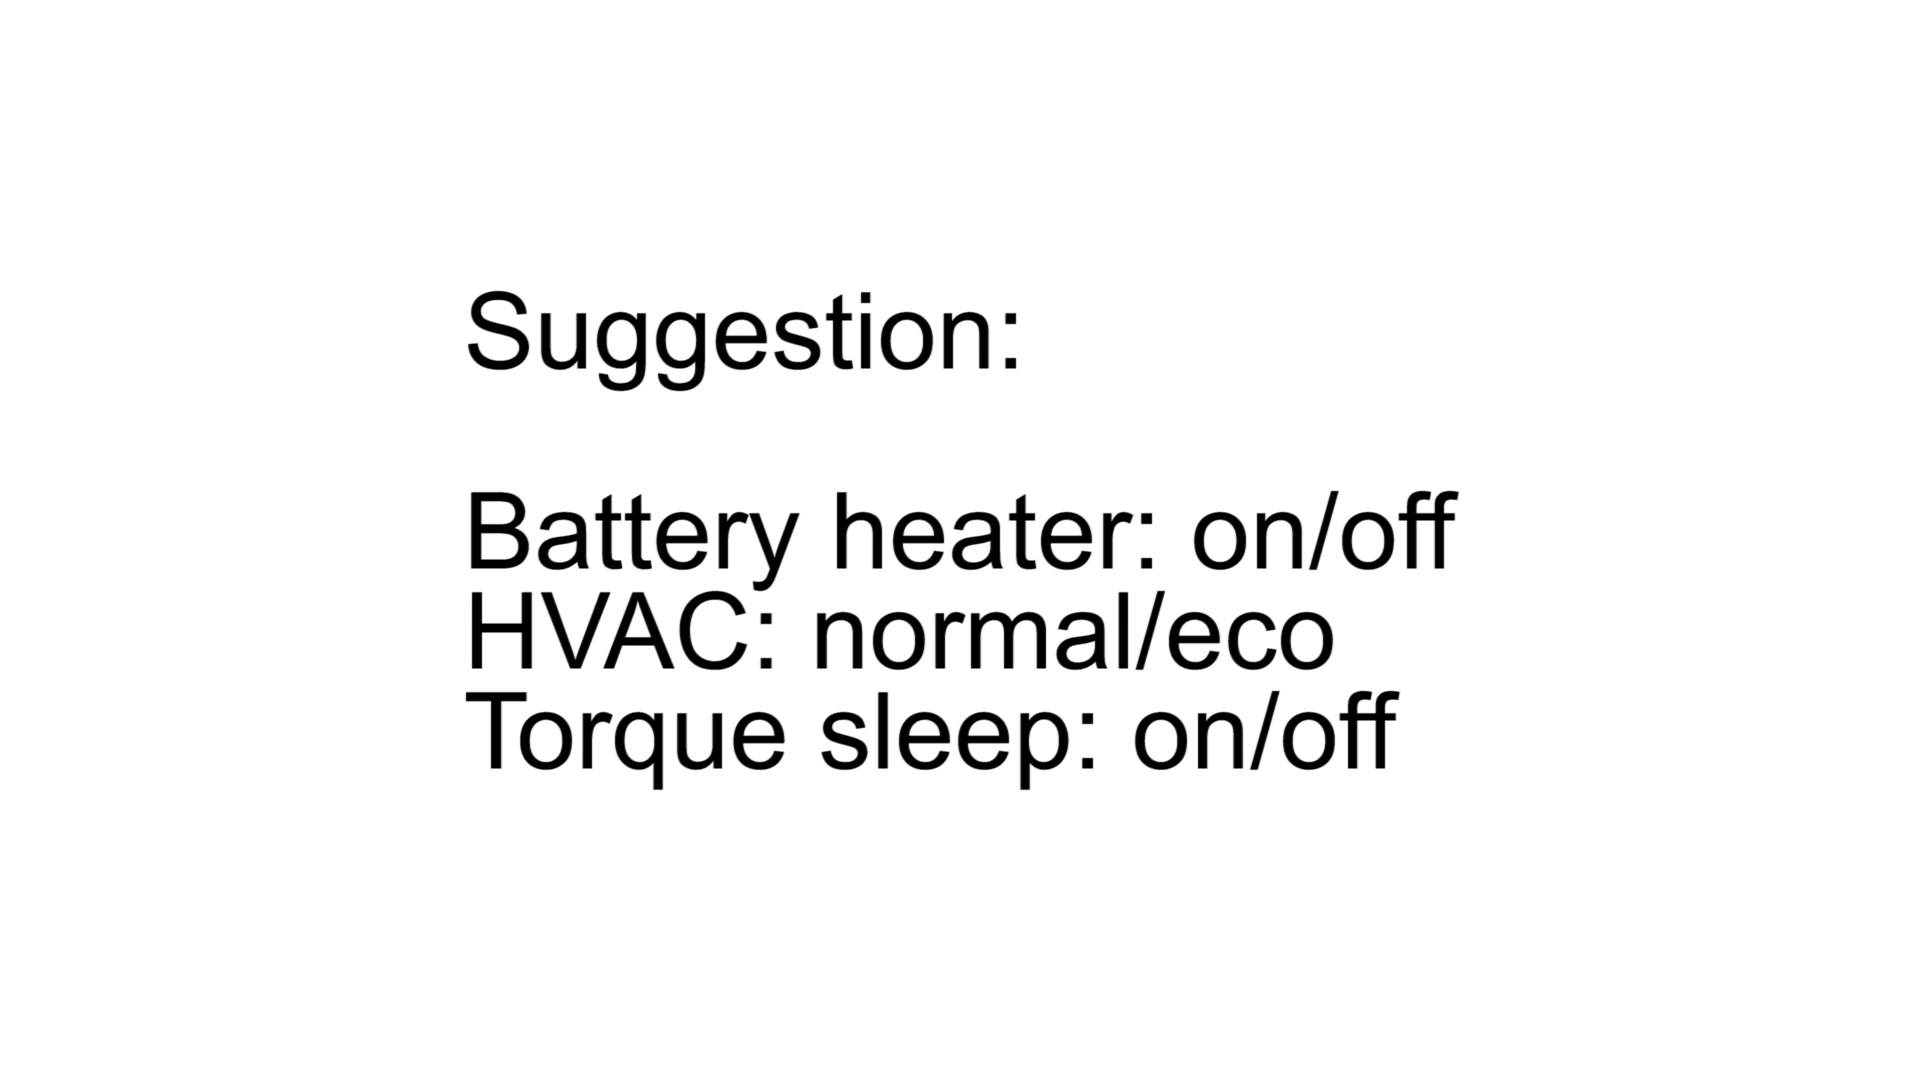 Suggestion:
Battery heater: on/off
HVAC: normal/eco
Torque sleep: on/off